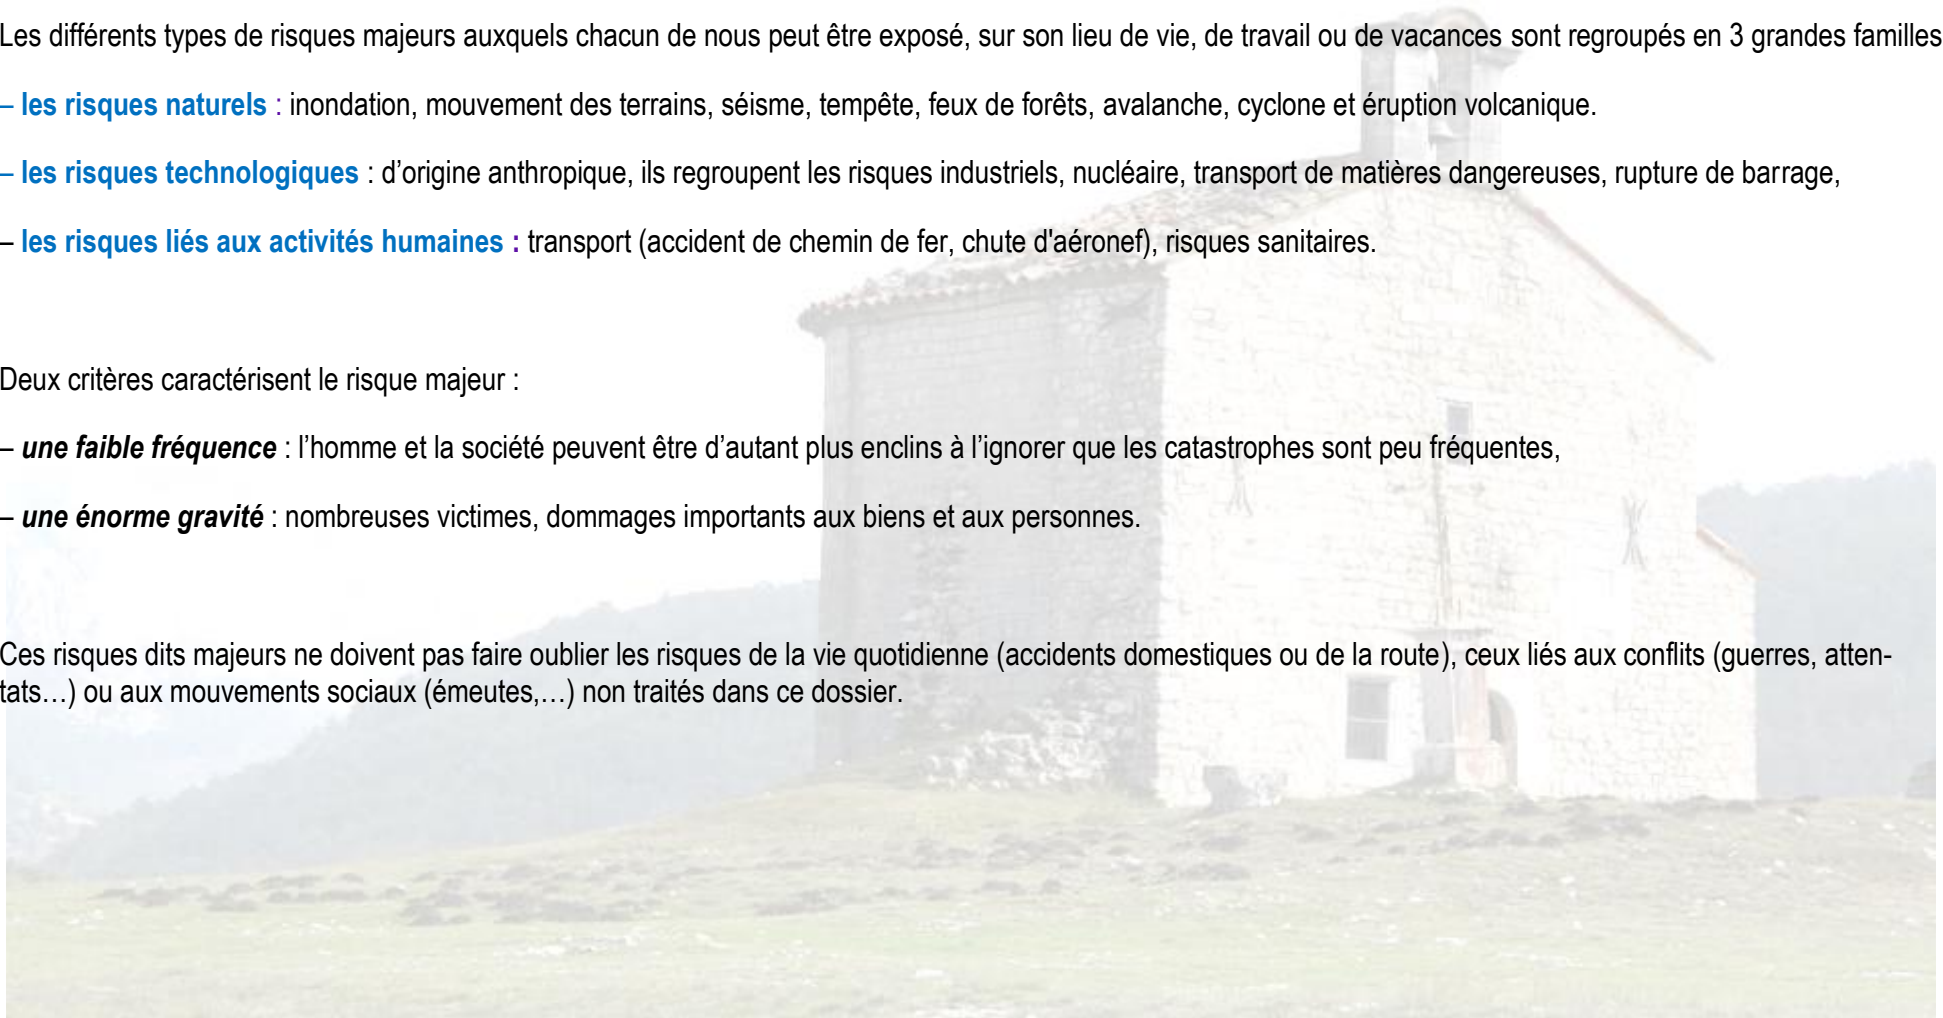 Les différents types de risques majeurs auxquels chacun de nous peut être exposé, sur son lieu de vie, de travail ou de vacances sont regroupés en 3 grandes familles
– les risques naturels : inondation, mouvement des terrains, séisme, tempête, feux de forêts, avalanche, cyclone et éruption volcanique.
– les risques technologiques : d’origine anthropique, ils regroupent les risques industriels, nucléaire, transport de matières dangereuses, rupture de barrage,
– les risques liés aux activités humaines : transport (accident de chemin de fer, chute d'aéronef), risques sanitaires.
Deux critères caractérisent le risque majeur :
– une faible fréquence : l’homme et la société peuvent être d’autant plus enclins à l’ignorer que les catastrophes sont peu fréquentes,
– une énorme gravité : nombreuses victimes, dommages importants aux biens et aux personnes.
Ces risques dits majeurs ne doivent pas faire oublier les risques de la vie quotidienne (accidents domestiques ou de la route), ceux liés aux conflits (guerres, atten-
tats…) ou aux mouvements sociaux (émeutes,…) non traités dans ce dossier.